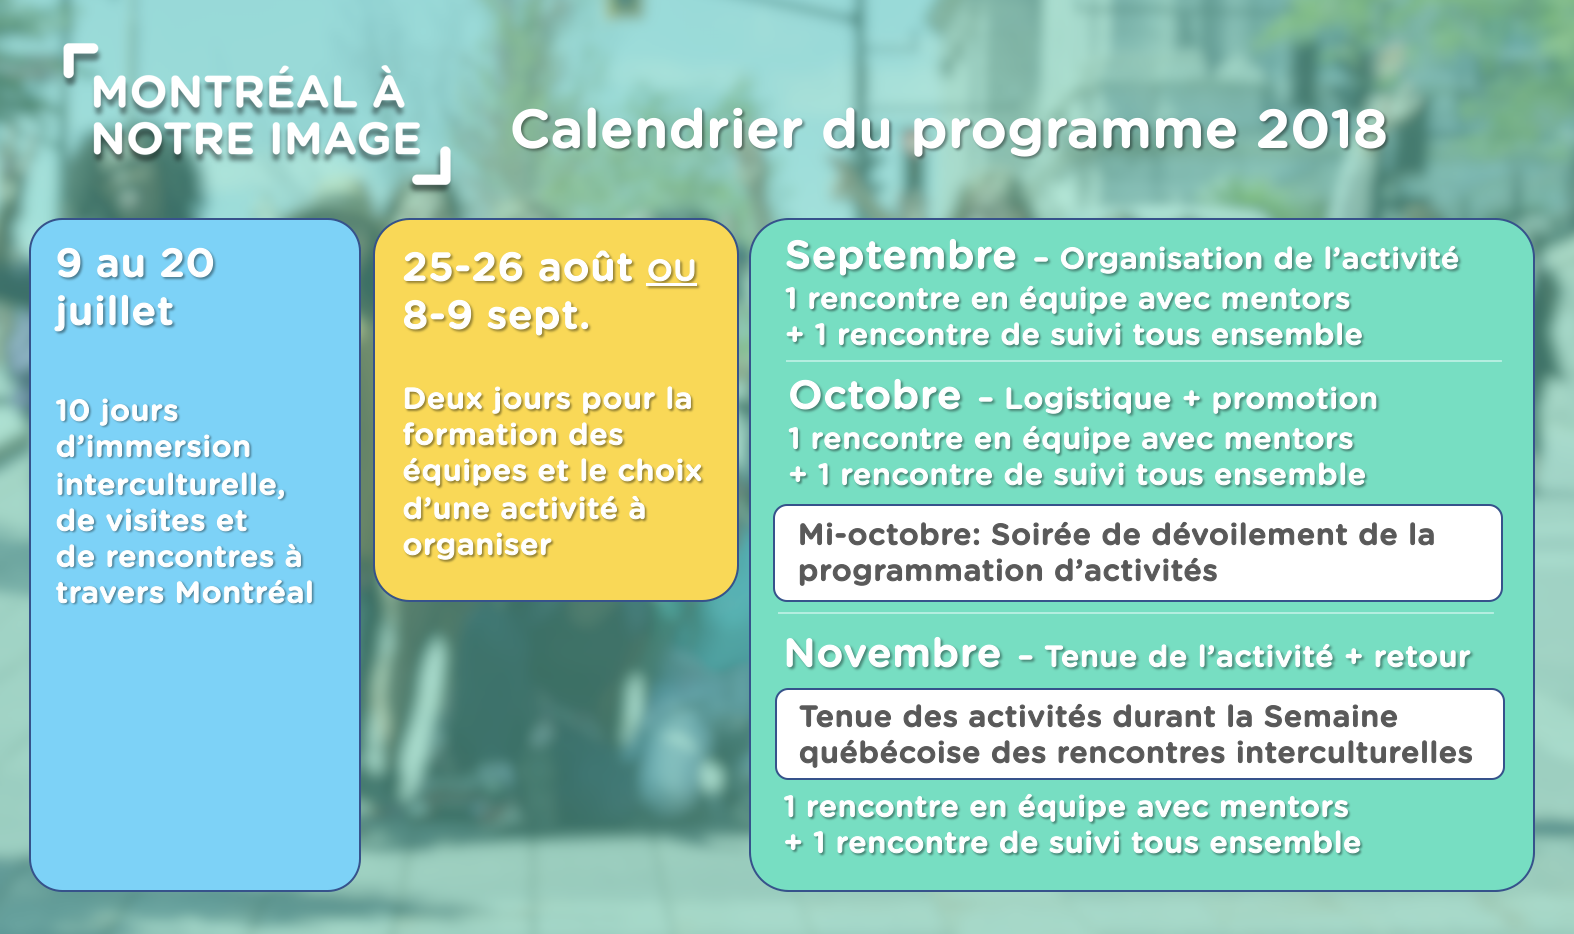 MONTRÉAL À
NOTRE IMAGE
Calendrier du programme 2018
9 au 20
juillet
10 jours
d’immersion
interculturelle,
de visites et
de rencontres à
travers Montréal
25-26 août OU
8-9 sept.
Deux jours pour la
formation des
équipes et le choix
d’une activité à
organiser
Septembre – Organisation de l’activité
1 rencontre en équipe avec mentors
+ 1 rencontre de suivi tous ensemble
Octobre – Logistique + promotion
1 rencontre en équipe avec mentors
+ 1 rencontre de suivi tous ensemble
Mi-octobre: Soirée de dévoilement de la
programmation d’activités
Novembre – Tenue de l’activité + retour
Tenue des activités durant la Semaine
québécoise des rencontres interculturelles
1 rencontre en équipe avec mentors
+ 1 rencontre de suivi tous ensemble